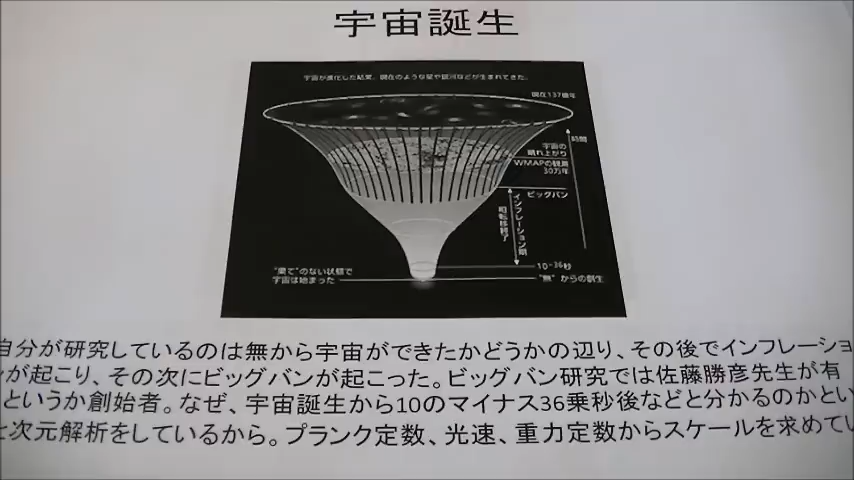 宇宙誕生
宇宙が進化した結果、現在のような星や銀河などが生まれてきた。
現在137億年
時間
宇宙の
晴れ上がり
WMAPの観測
30万年
ビッグバン
インフレーション期
相転移終了
10⁻³⁶秒
"果て"のない状態で
宇宙は始まった
"無"からの創生
自分が研究しているのは無から宇宙ができたかどうかの辺り、その後でインフレーショ
ンが起こり、その次にビッグバンが起こった。ビッグバン研究では佐藤勝彦先生が有
というか創始者。なぜ、宇宙誕生から10のマイナス36乗秒後などと分かるのかとい
と次元解析をしているから。プランク定数、光速、重力定数からスケールを求めてい